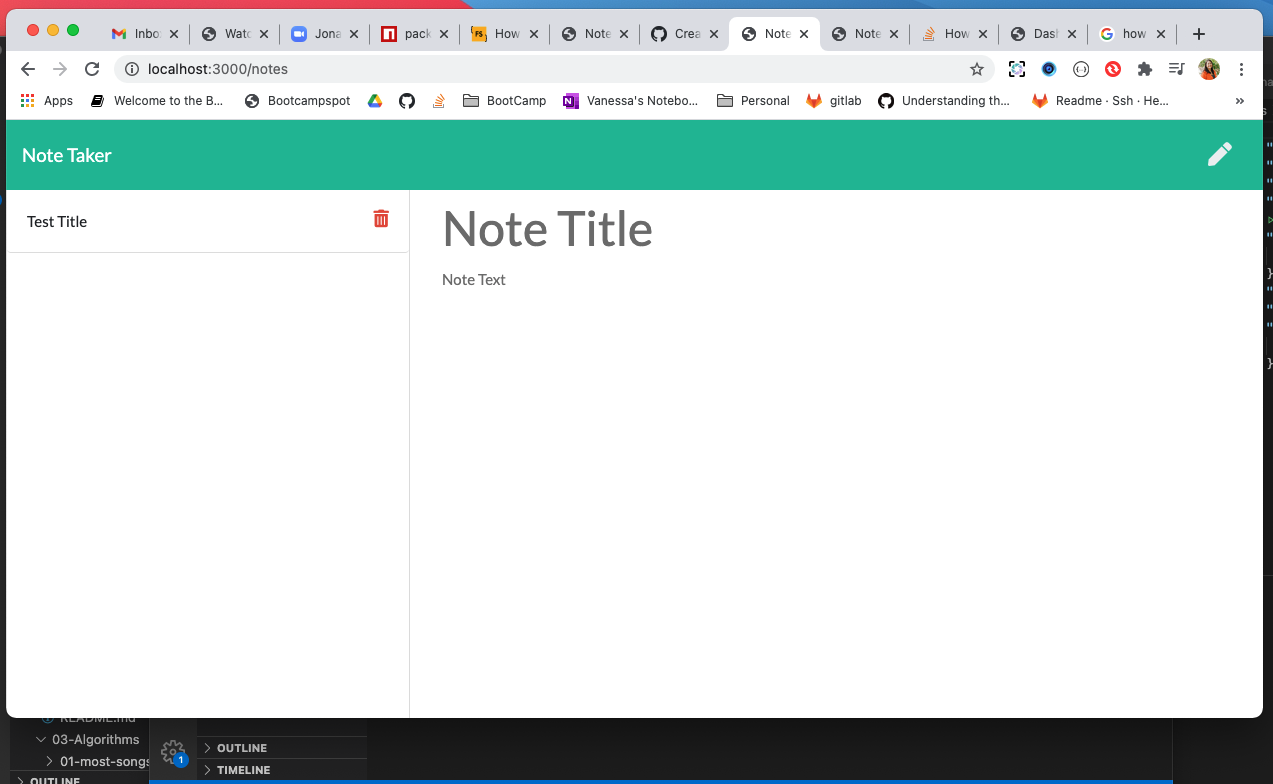 Inbo Watc Jona pack How Note Crea Note Note How Dash how
localhost:3000/notes
Apps Welcome to the B... Bootcampspot BootCamp Vanessa's Notebo... Personal gitlab Understanding th... Readme · Ssh · He... »
Note Taker
Test Title
Note Title
Note Text
README.md
03-Algorithms
01-most-songs
OUTLINE
OUTLINE
TIMELINE
1